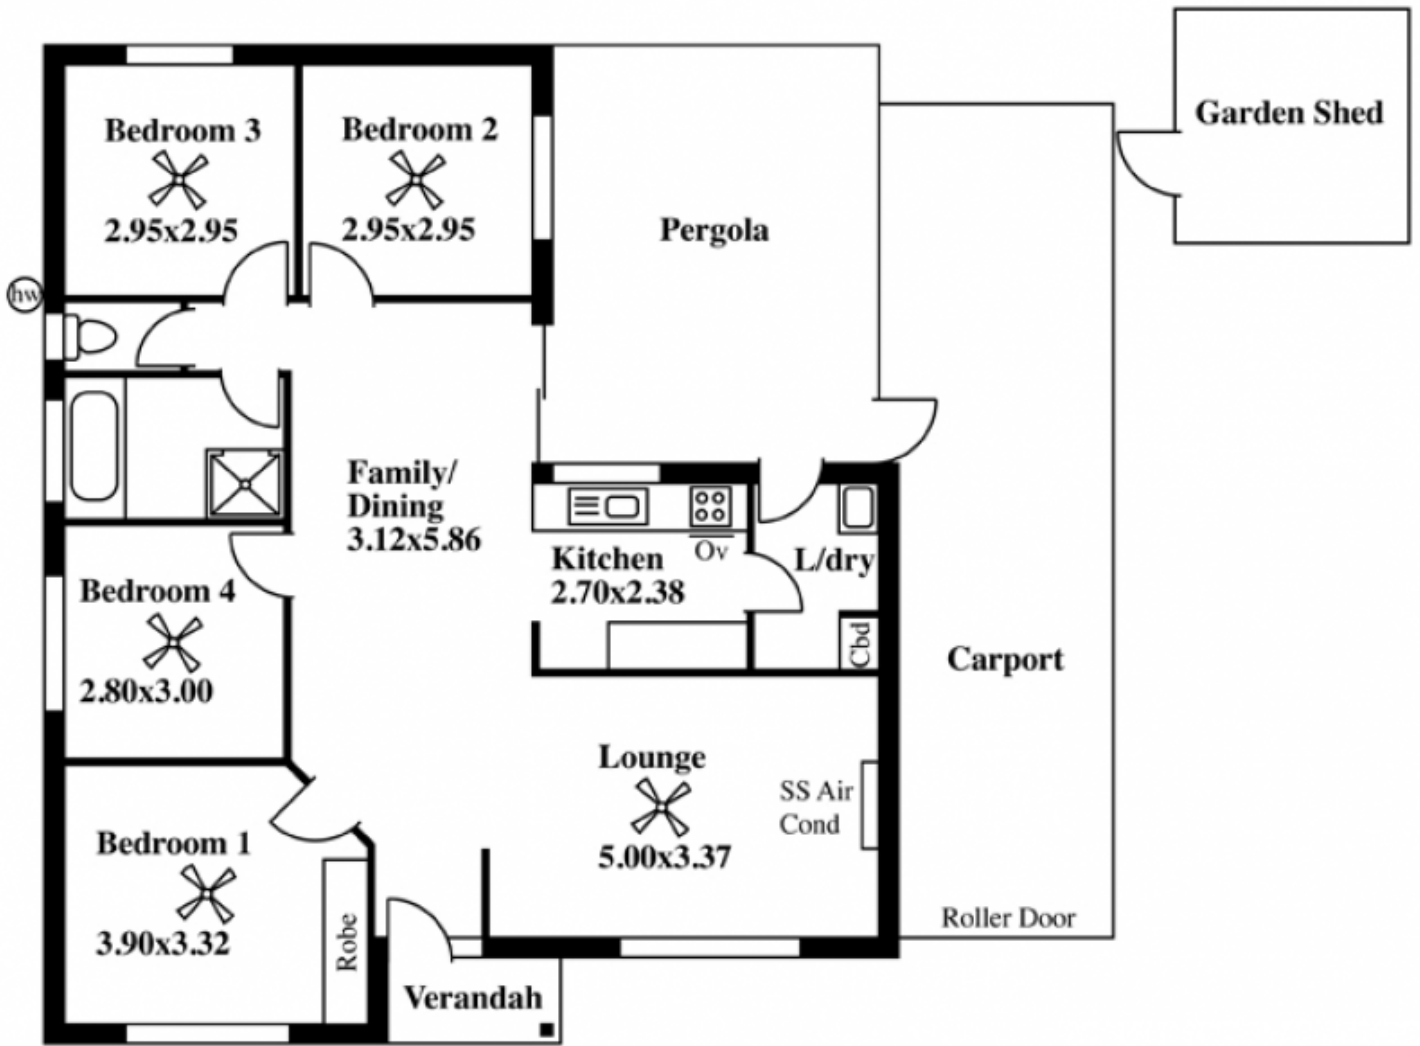 Garden Shed
Bedroom 3
2.95x2.95
Bedroom 2
2.95x2.95
Pergola
hw
Family/
Dining
3.12x5.86
Kitchen
2.70x2.38
Ov
L/dry
Cbd
Bedroom 4
2.80x3.00
Carport
Lounge
5.00x3.37
SS Air
Cond
Bedroom 1
3.90x3.32
Robe
Roller Door
Verandah